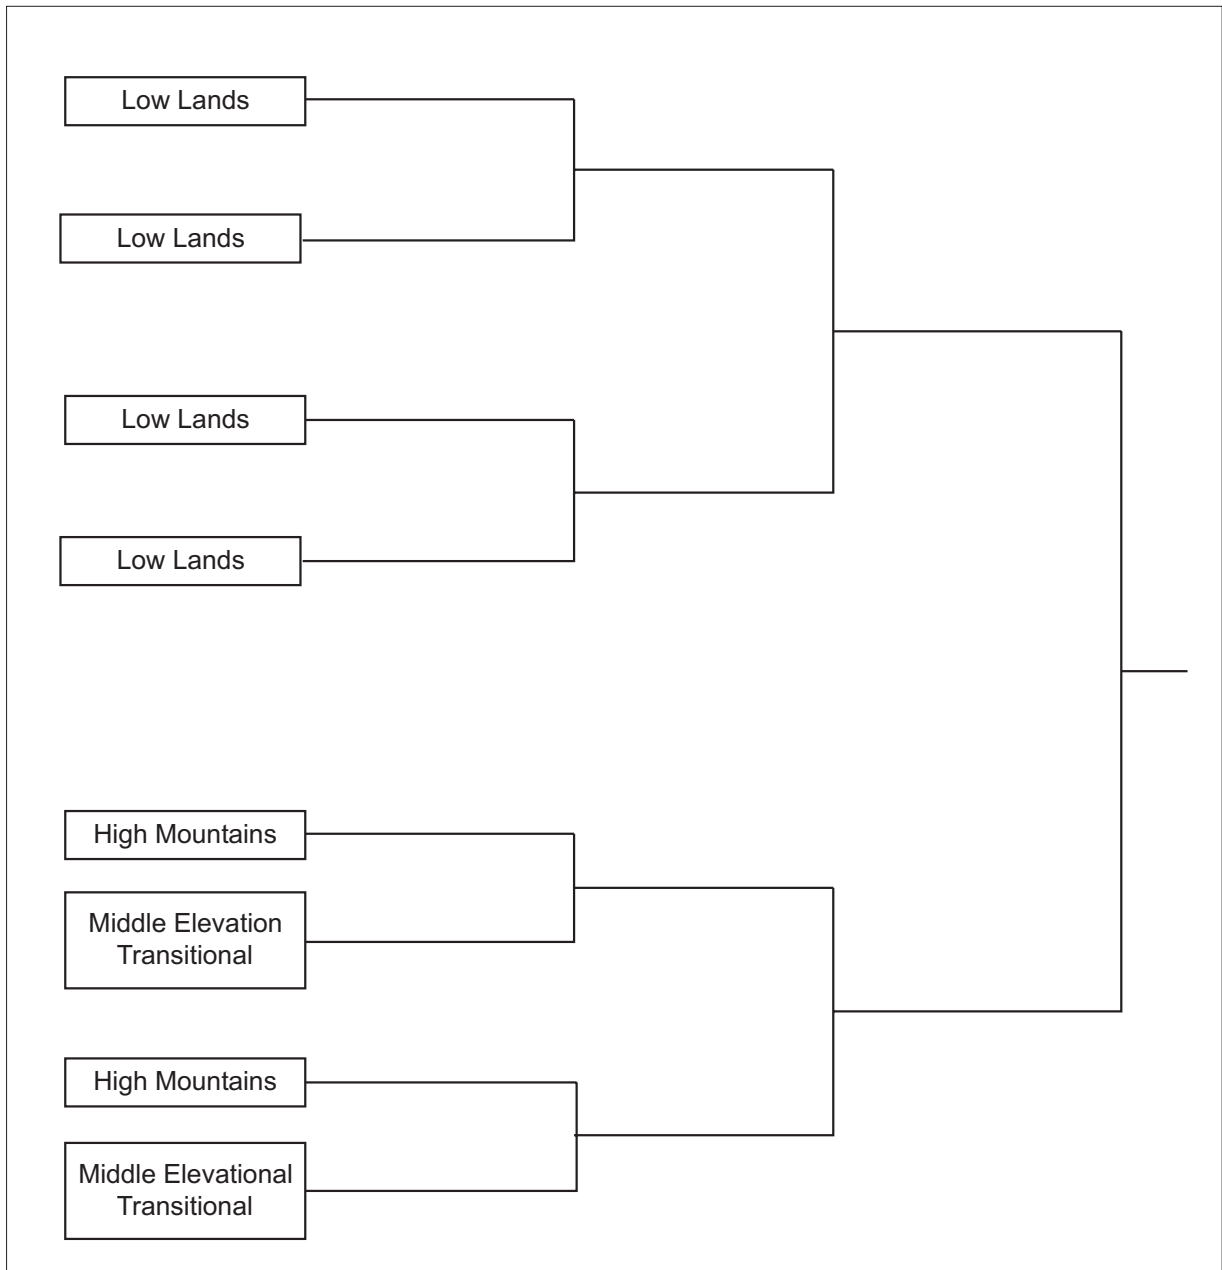 Low Lands
Low Lands
Low Lands
Low Lands
High Mountains
Middle Elevation
Transitional
High Mountains
Middle Elevational
Transitional